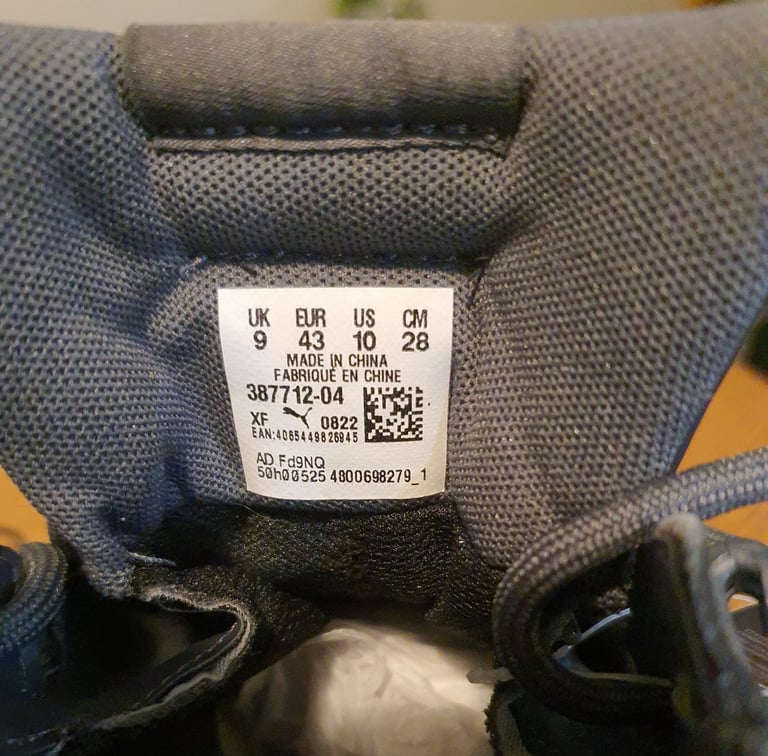 UK EUR US CM
9 43 10 28
MADE IN CHINA
FABRIQUÉ EN CHINE
387712-04
XF 0822
EAN:4065449826945
AD Fd9NQ
50h00525 4800698279_1